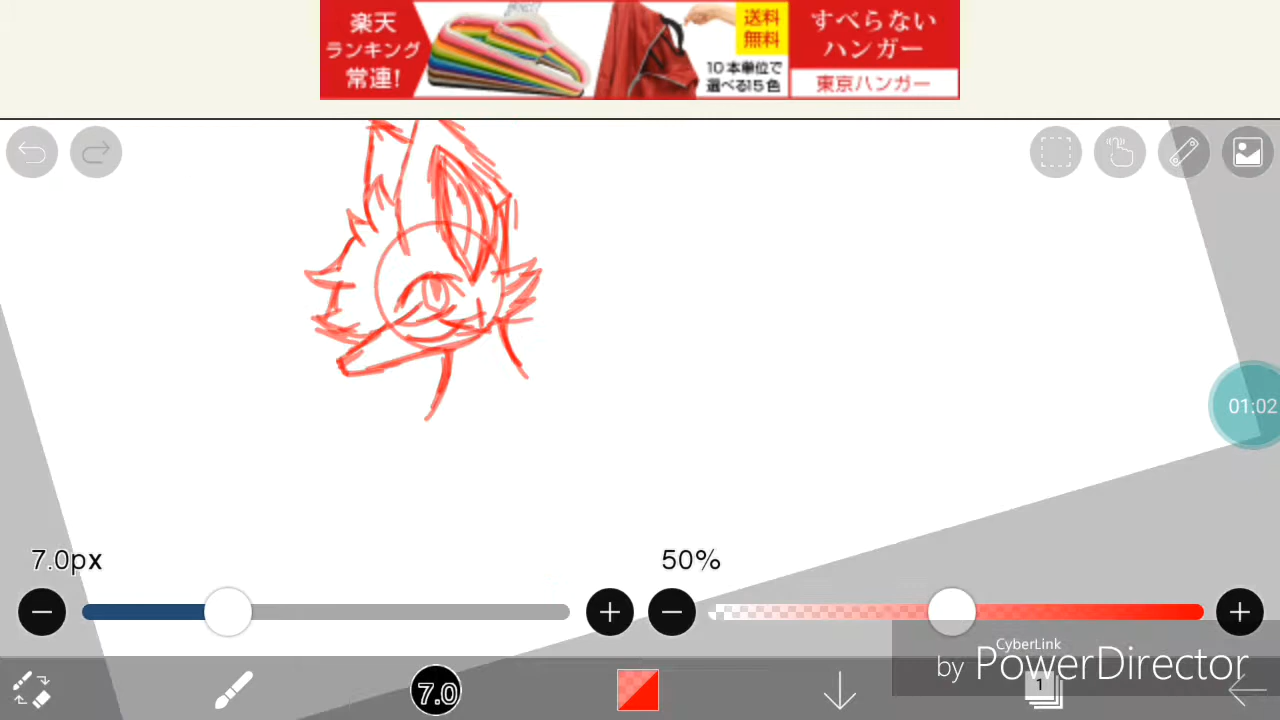 楽天
ランキング
常連!
送料
無料
10本単位で
選べる15色
すべらない
ハンガー
東京ハンガー
01:02
7.0px
50%
7.0
1
CyberLink
by PowerDirector